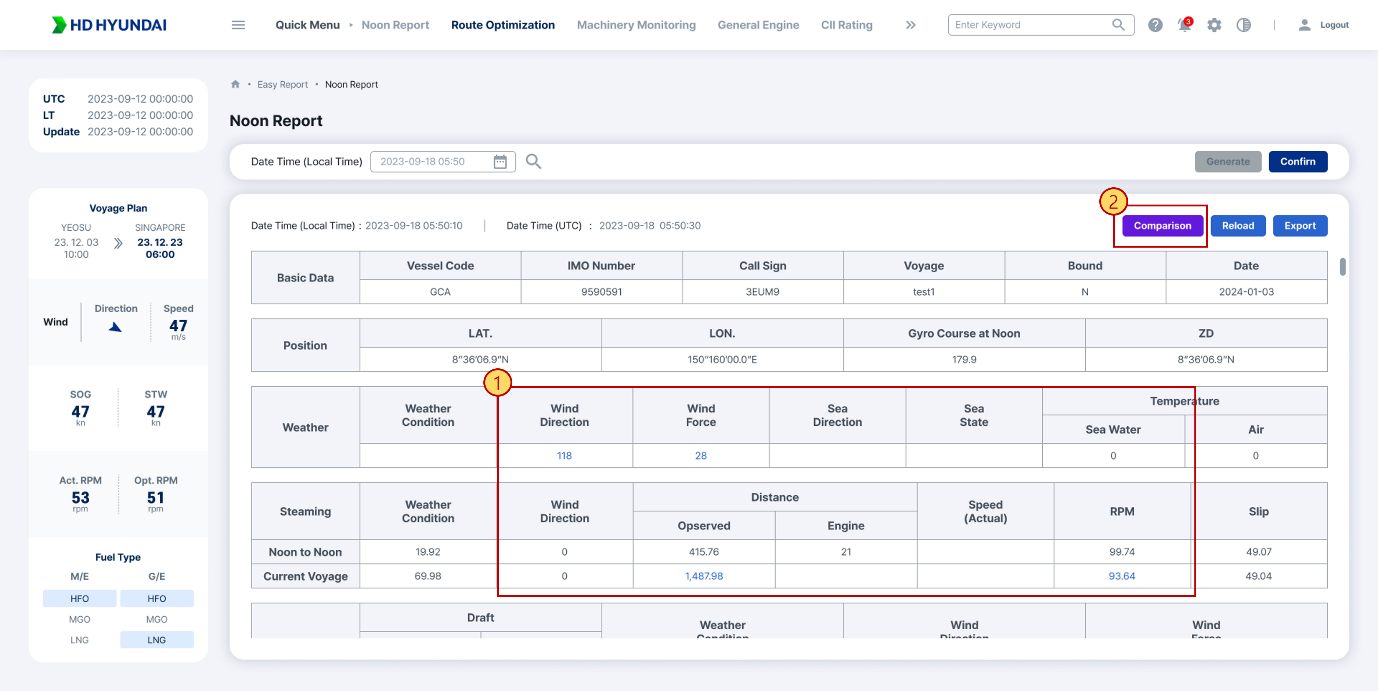 HD HYUNDAI
Quick Menu Noon Report Route Optimization Machinery Monitoring General Engine CII Rating
Enter Keyword
3
Logout
UTC 2023-09-12 00:00:00
LT 2023-09-12 00:00:00
Update 2023-09-12 00:00:00
Voyage Plan
YEOSU SINGAPORE
23. 12. 03 23. 12. 23
10:00 06:00
Wind Direction Speed
47
m/s
SOG STW
47 47
kn kn
Act. RPM Opt. RPM
53 51
rpm rpm
Fuel Type
M/E G/E
HFO HFO
MGO MGO
LNG LNG
Easy Report • Noon Report
Noon Report
Date Time (Local Time) 2023-09-18 05:50
Generate Confirm
Date Time (Local Time) : 2023-09-18 05:50:10 | Date Time (UTC) : 2023-09-18 05:50:30
2
Comparison Reload Export
Basic Data Vessel Code IMO Number Call Sign Voyage Bound Date
GCA 9590591 3EUM9 test1 N 2024-01-03
Position LAT. LON. Gyro Course at Noon ZD
8°36'06.9"N 150°160'00.0"E 179.9 8°36'06.9"N
1
Weather Weather Condition Wind Direction Wind Force Sea Direction Sea State Temperature
Sea Water Air
118 28 0 0
Steaming Weather Condition Wind Direction Distance Speed (Actual) RPM Slip
Opserved Engine
Noon to Noon 19.92 0 415.76 21 99.74 49.07
Current Voyage 69.98 0 1,487.98 93.64 49.04
Draft Weather Condition Wind Direction Wind Force